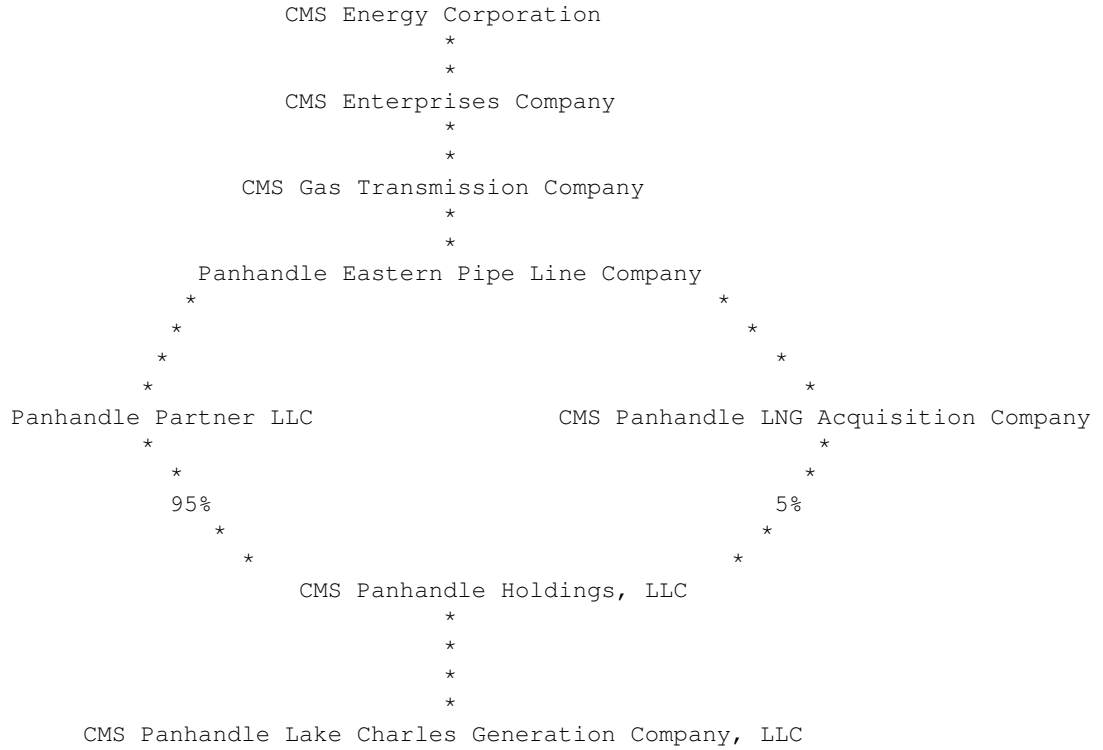 CMS Energy Corporation
*
*
CMS Enterprises Company
*
*
CMS Gas Transmission Company
*
*
Panhandle Eastern Pipe Line Company
* *
* *
* *
* *
Panhandle Partner LLC CMS Panhandle LNG Acquisition Company
* *
* *
95% 5%
* *
* *
CMS Panhandle Holdings, LLC
*
*
*
*
CMS Panhandle Lake Charles Generation Company, LLC